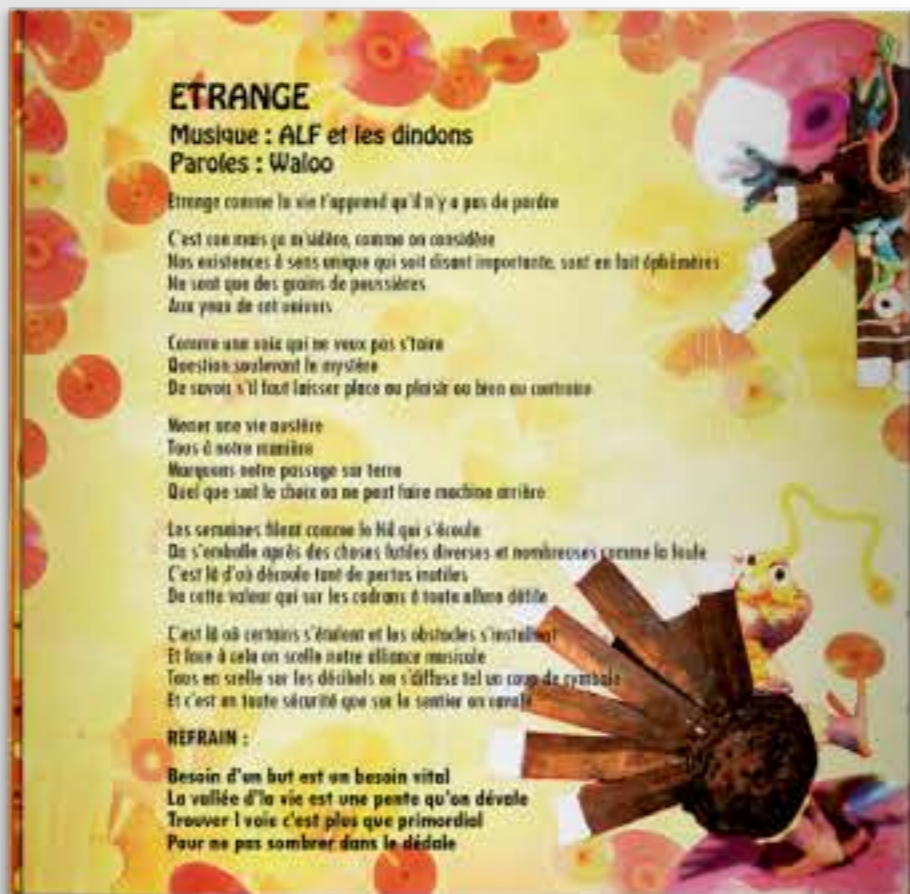 ETRANGE
Musique : ALF et les dindons
Paroles : Waloo
Etrange comme la vie t'apprend qu'il n'y a pas de pardre
C'est con mais ça m'sidère, comme on considère
Nos existences à sens unique qui soit disant importante, sont en fait éphémères
Ne sont que des grains de poussières
Aux yeux de cet univers
Comme une voix qui ne veux pas s'taire
Question soulevant le mystère
De savoir s'il faut laisser place au plaisir ou bien au contraire
Mener une vie austère
Tous à notre manière
Marquons notre passage sur terre
Quel que soit le choix on ne peut faire machine arrière
Les semaines filent comme le Nil qui s'écoule
On s'emballe après des choses futiles diverses et nombreuses comme la foule
C'est là d'où découle tant de pertes inutiles
De cette valeur qui sur les cadrans à toute allure défile
C'est là où certains s'étalent et les obstacles s'installent
Et face à cela on scelle notre alliance musicale
Tous en scelle sur les décibels on s'diffuse tel un coup de cymbale
Et c'est en toute sécurité que sur le sentier on cavale
REFRAIN :
Besoin d'un but est un besoin vital
La vallée d'la vie est une pente qu'on dévale
Trouver l voie c'est plus que primordial
Pour ne pas sombrer dans le dédale